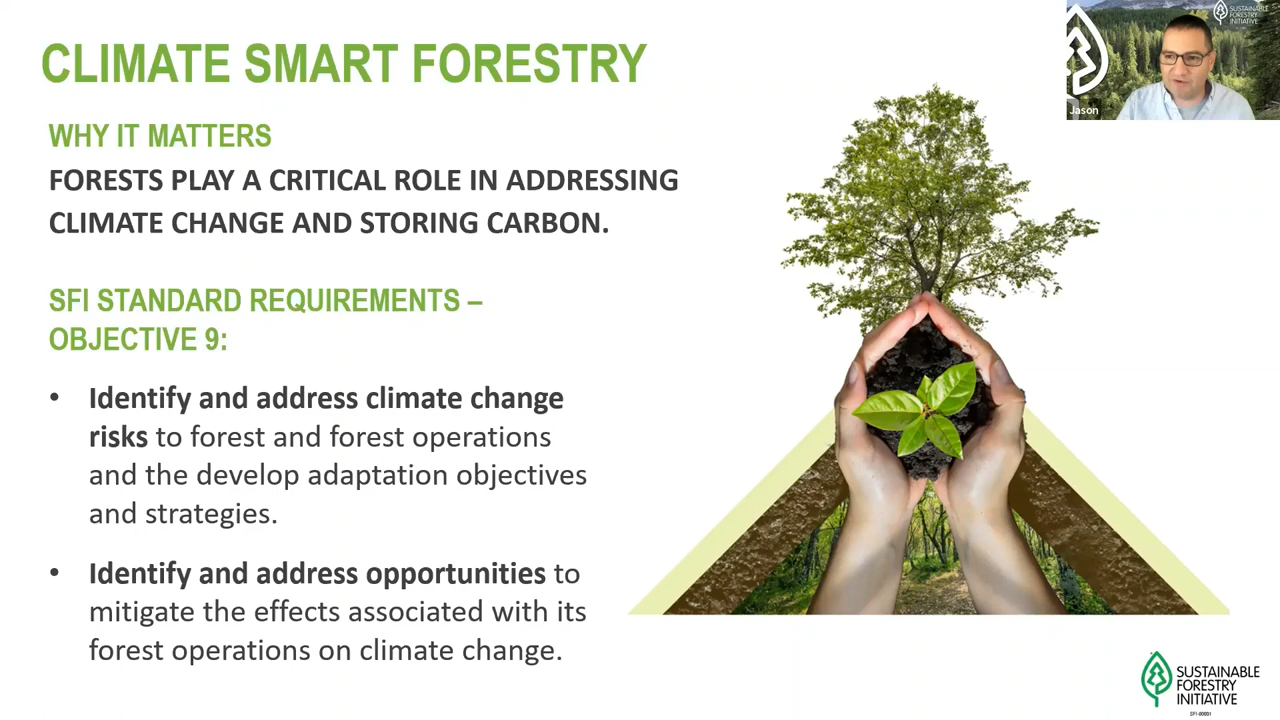 CLIMATE SMART FORESTRY
WHY IT MATTERS
FORESTS PLAY A CRITICAL ROLE IN ADDRESSING
CLIMATE CHANGE AND STORING CARBON.
SFI STANDARD REQUIREMENTS –
OBJECTIVE 9:
• Identify and address climate change
risks to forest and forest operations
and the develop adaptation objectives
and strategies.
• Identify and address opportunities to
mitigate the effects associated with its
forest operations on climate change.
SUSTAINABLE
FORESTRY
INITIATIVE
Jason
SUSTAINABLE
FORESTRY
INITIATIVE
SFI-00001